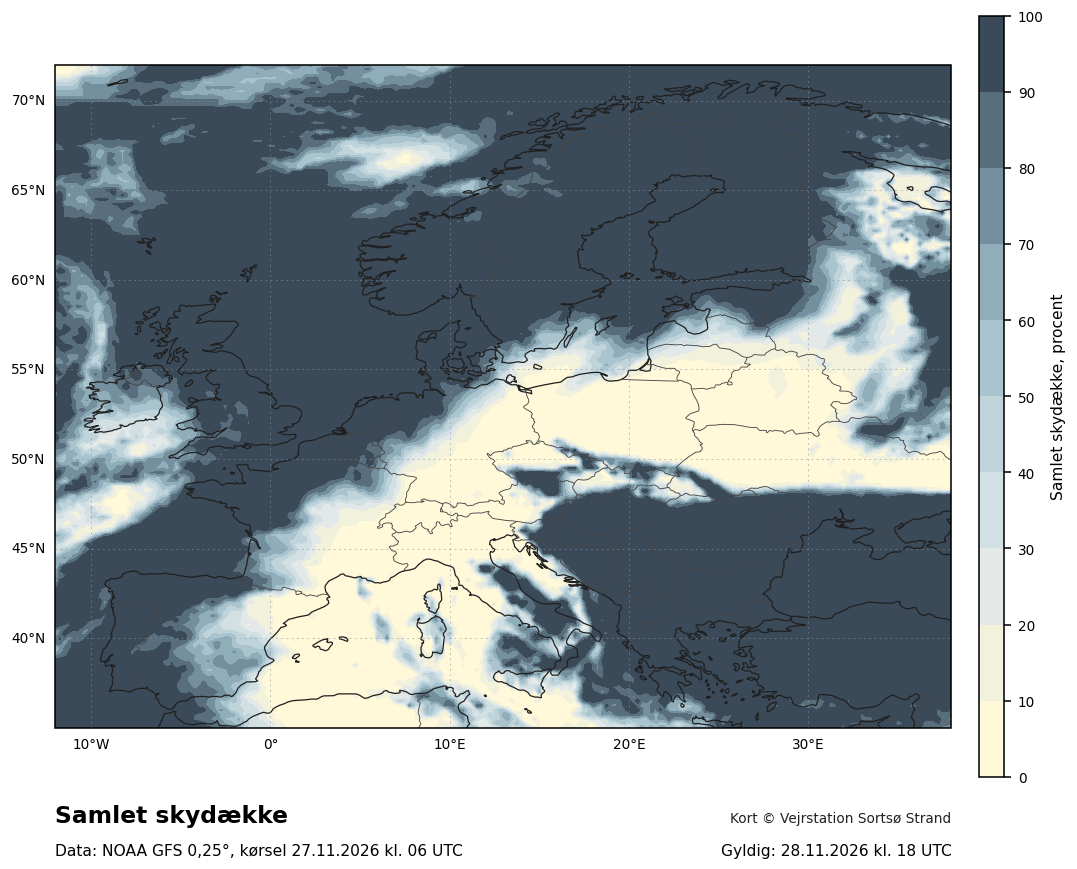 100
90
80
70
60
50
40
30
20
10
0
Samlet skydække, procent
70°N
65°N
60°N
55°N
50°N
45°N
40°N
10°W
0°
10°E
20°E
30°E
Samlet skydække
Kort © Vejrstation Sortsø Strand
Data: NOAA GFS 0,25°, kørsel 27.11.2026 kl. 06 UTC
Gyldig: 28.11.2026 kl. 18 UTC